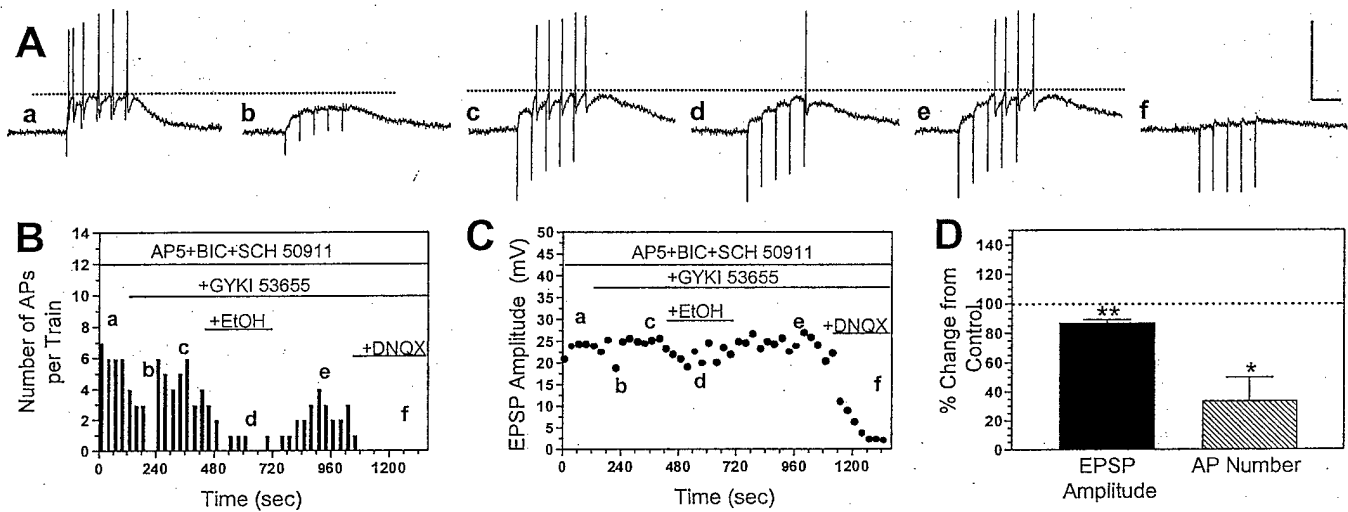 A
a
b
c
d
e
f
B
Number of APs
per Train
14
12
10
8
6
4
2
0
AP5+BIC+SCH 50911
+GYKI 53655
+EtOH
+DNQX
a
b
c
d
e
f
0
240
480
720
960
1200
Time (sec)
C
EPSP Amplitude (mV)
50
45
40
35
30
25
20
15
10
5
0
AP5+BIC+SCH 50911
+GYKI 53655
+EtOH
+DNQX
a
b
c
d
e
f
0
240
480
720
960
1200
Time (sec)
D
% Change from
Control
140
120
100
80
60
40
20
0
**
*
EPSP
Amplitude
AP Number